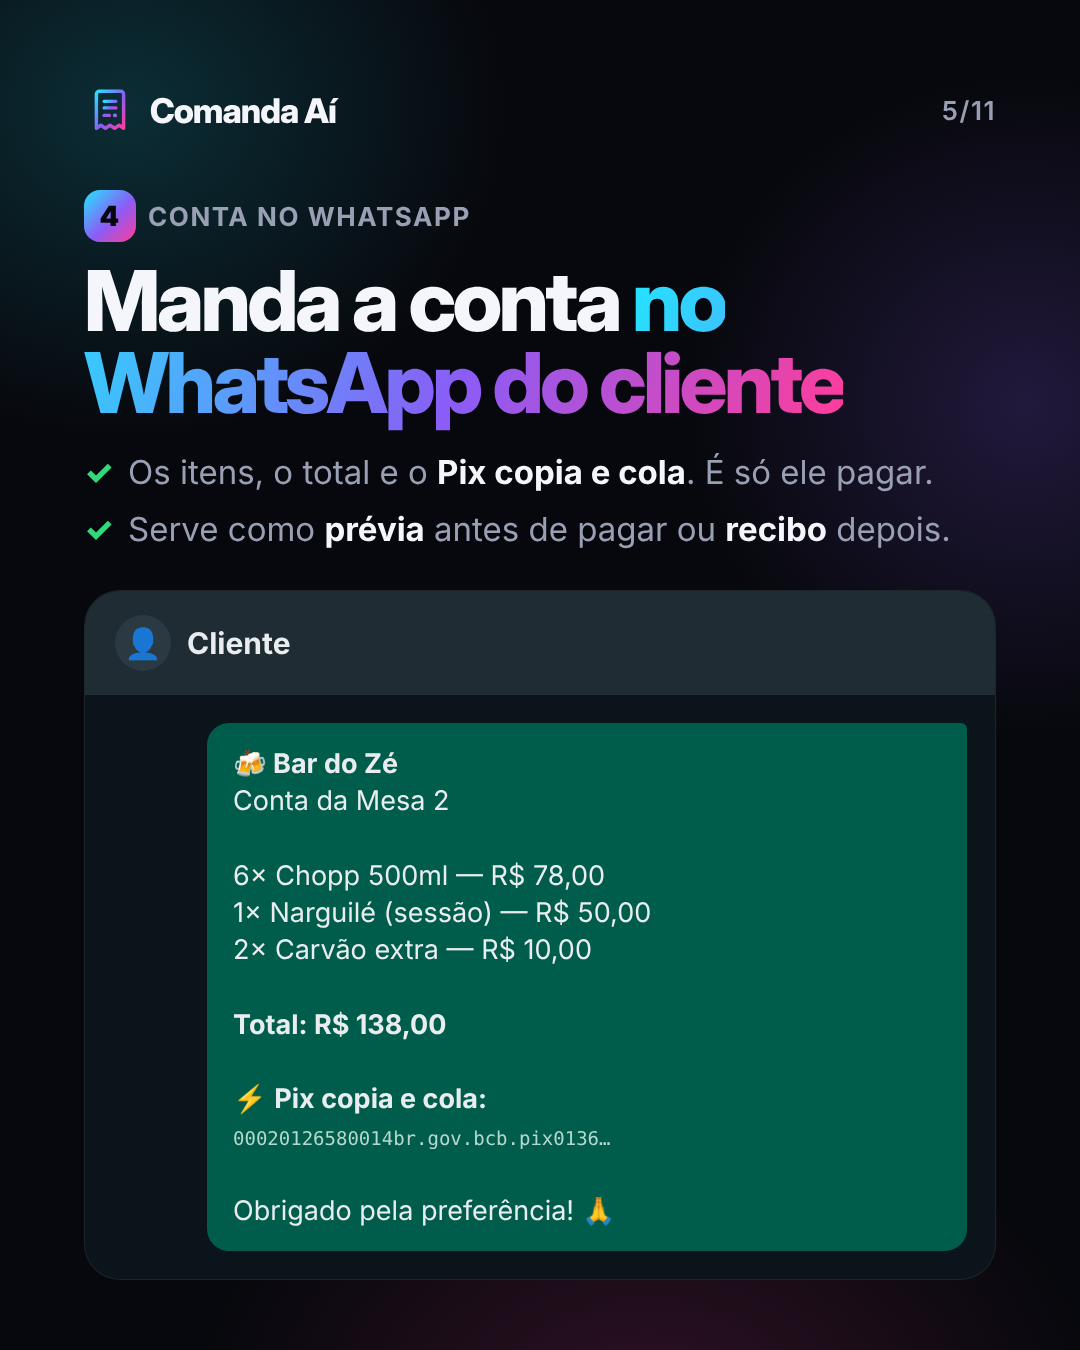 Comanda Aí
5/11
4 CONTA NO WHATSAPP
Manda a conta no
WhatsApp do cliente
✓ Os itens, o total e o Pix copia e cola. É só ele pagar.
✓ Serve como prévia antes de pagar ou recibo depois.
Cliente
🍻 Bar do Zé
Conta da Mesa 2
6× Chopp 500ml — R$ 78,00
1× Narguilé (sessão) — R$ 50,00
2× Carvão extra — R$ 10,00
Total: R$ 138,00
⚡ Pix copia e cola:
00020126580014br.gov.bcb.pix0136…
Obrigado pela preferência! 🙏